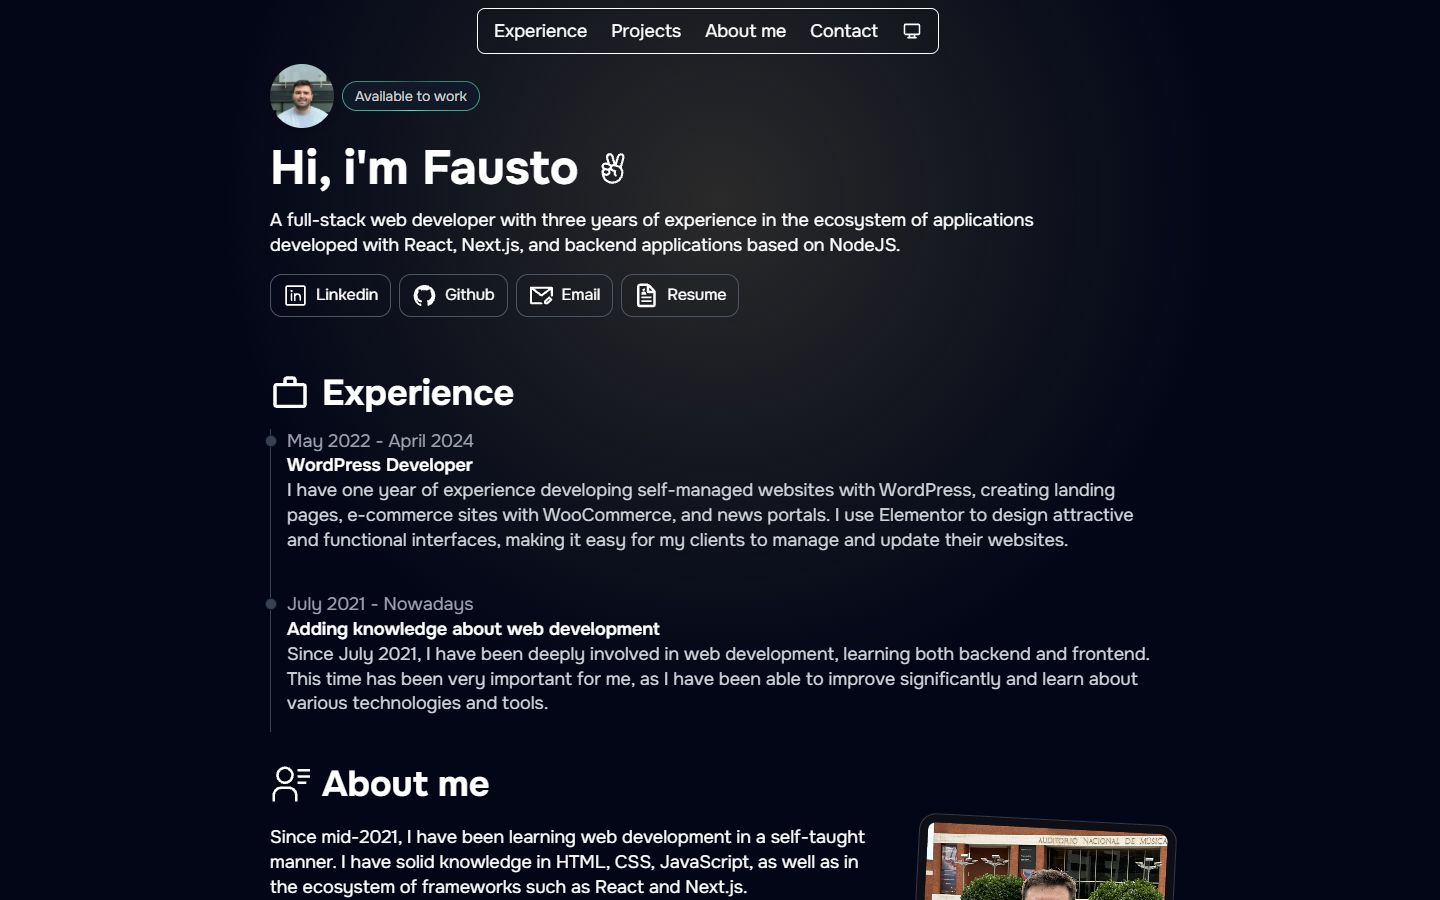 Experience Projects About me Contact
Available to work
Hi, i'm Fausto
A full-stack web developer with three years of experience in the ecosystem of applications
developed with React, Next.js, and backend applications based on NodeJS.
Linkedin Github Email Resume
Experience
May 2022 - April 2024
WordPress Developer
I have one year of experience developing self-managed websites with WordPress, creating landing
pages, e-commerce sites with WooCommerce, and news portals. I use Elementor to design attractive
and functional interfaces, making it easy for my clients to manage and update their websites.
July 2021 - Nowadays
Adding knowledge about web development
Since July 2021, I have been deeply involved in web development, learning both backend and frontend.
This time has been very important for me, as I have been able to improve significantly and learn about
various technologies and tools.
About me
Since mid-2021, I have been learning web development in a self-taught
manner. I have solid knowledge in HTML, CSS, JavaScript, as well as in
the ecosystem of frameworks such as React and Next.js.
AUDITORIO NACIONAL DE MÚSICA